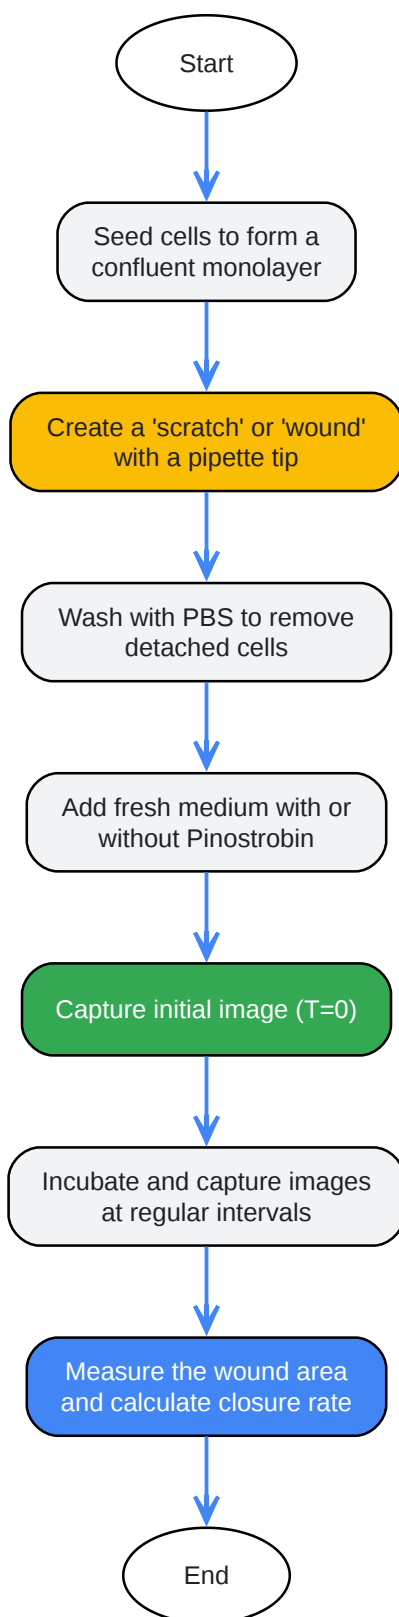 Start
Seed cells to form a
confluent monolayer
Create a 'scratch' or 'wound'
with a pipette tip
Wash with PBS to remove
detached cells
Add fresh medium with or
without Pinostrobin
Capture initial image (T=0)
Incubate and capture images
at regular intervals
Measure the wound area
and calculate closure rate
End